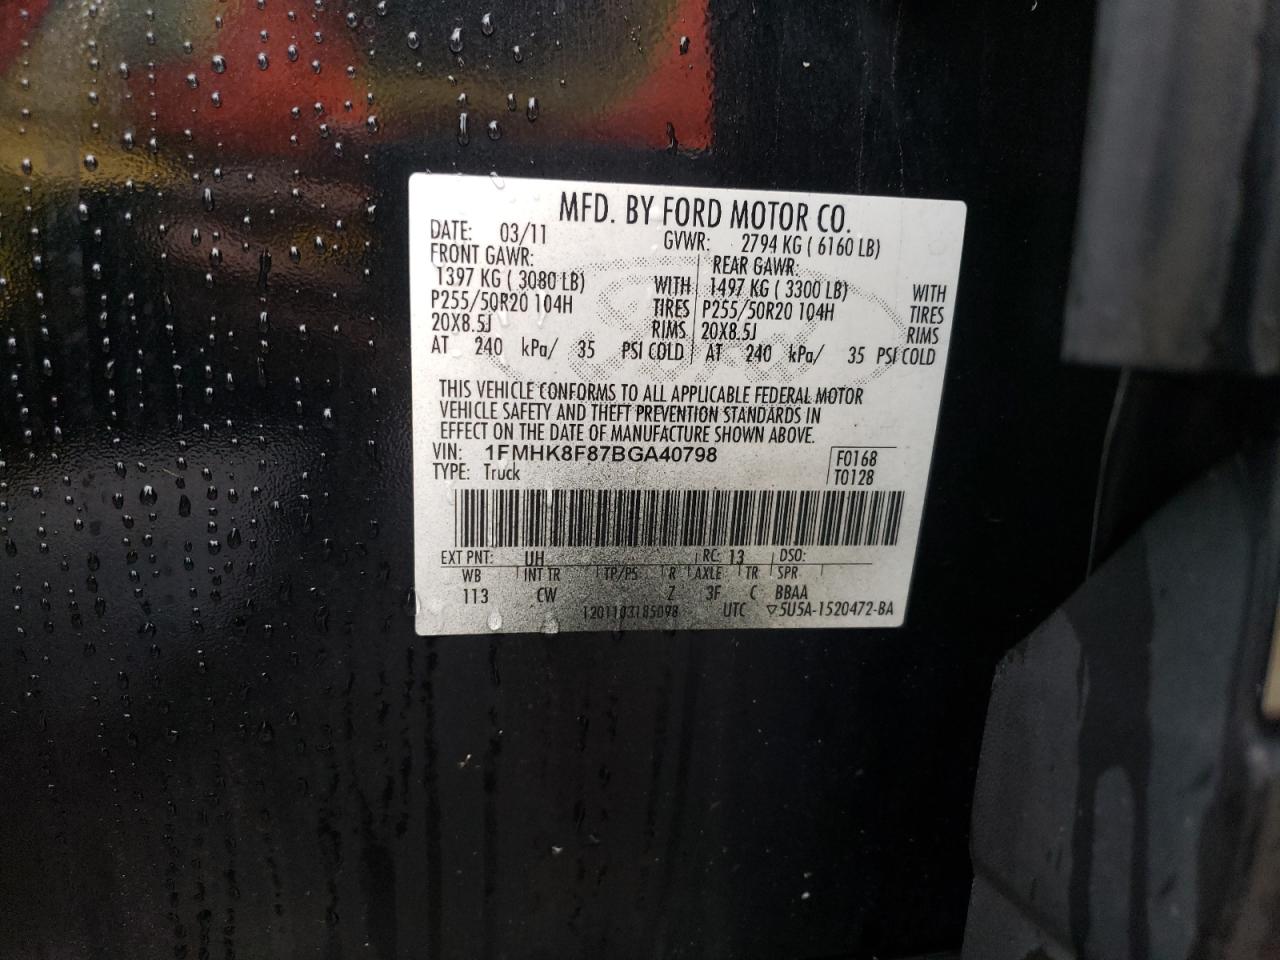 MFD. BY FORD MOTOR CO.
DATE: 03/11 GVWR: 2794 KG ( 6160 LB)
FRONT GAWR: REAR GAWR:
1397 KG ( 3080 LB) WITH 1497 KG ( 3300 LB) WITH
P255/50R20 104H TIRES P255/50R20 104H TIRES
20X8.5J RIMS 20X8.5J RIMS
AT 240 kPa/ 35 PSI COLD AT 240 kPa/ 35 PSI COLD
THIS VEHICLE CONFORMS TO ALL APPLICABLE FEDERAL MOTOR
VEHICLE SAFETY AND THEFT PREVENTION STANDARDS IN
EFFECT ON THE DATE OF MANUFACTURE SHOWN ABOVE.
VIN: 1FMHK8F87BGA40798 F0168
TYPE: Truck T0128
EXT PNT: UH RC: 13 DSO:
WB INT TR TP/PS R AXLE TR SPR
113 CW Z 3F C BBAA
1201103185098 UTC ▽5U5A-1520472-BA